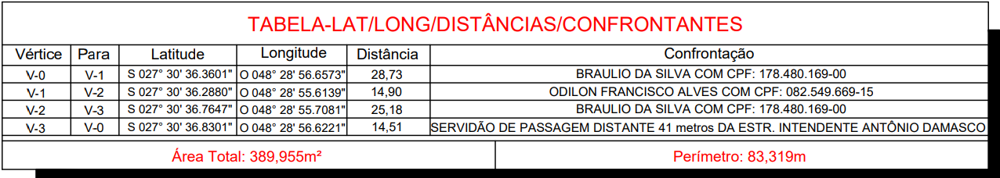 TABELA-LAT/LONG/DISTÂNCIAS/CONFRONTANTES
Vértice Para Latitude Longitude Distância Confrontação
V-0 V-1 S 027° 30' 36.3601" O 048° 28' 56.6573" 28,73 BRAULIO DA SILVA COM CPF: 178.480.169-00
V-1 V-2 S 027° 30' 36.2880" O 048° 28' 55.6139" 14,90 ODILON FRANCISCO ALVES COM CPF: 082.549.669-15
V-2 V-3 S 027° 30' 36.7647" O 048° 28' 55.7081" 25,18 BRAULIO DA SILVA COM CPF: 178.480.169-00
V-3 V-0 S 027° 30' 36.8301" O 048° 28' 56.6221" 14,51 SERVIDÃO DE PASSAGEM DISTANTE 41 metros DA ESTR. INTENDENTE ANTÔNIO DAMASCO
Área Total: 389,955m² Perímetro: 83,319m